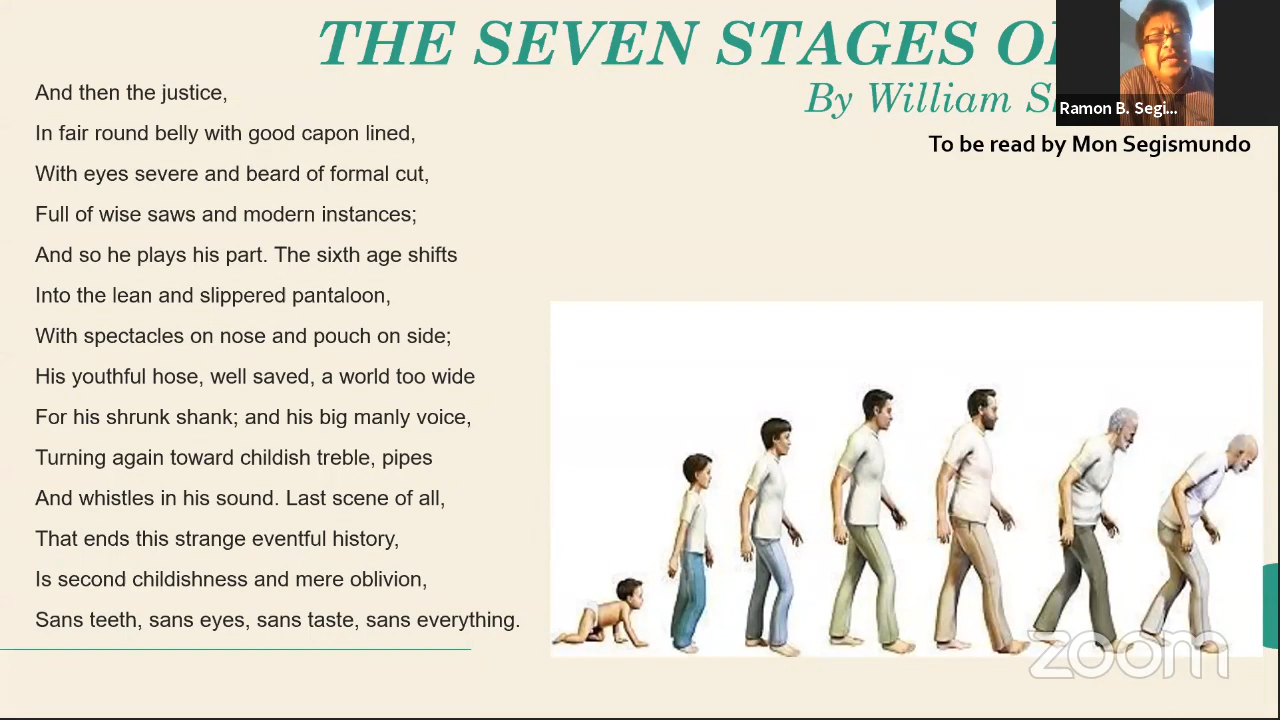 THE SEVEN STAGES
By William
Ramon B. Segi...
To be read by Mon Segismundo
And then the justice,
In fair round belly with good capon lined,
With eyes severe and beard of formal cut,
Full of wise saws and modern instances;
And so he plays his part. The sixth age shifts
Into the lean and slippered pantaloon,
With spectacles on nose and pouch on side;
His youthful hose, well saved, a world too wide
For his shrunk shank; and his big manly voice,
Turning again toward childish treble, pipes
And whistles in his sound. Last scene of all,
That ends this strange eventful history,
Is second childishness and mere oblivion,
Sans teeth, sans eyes, sans taste, sans everything.
zoom